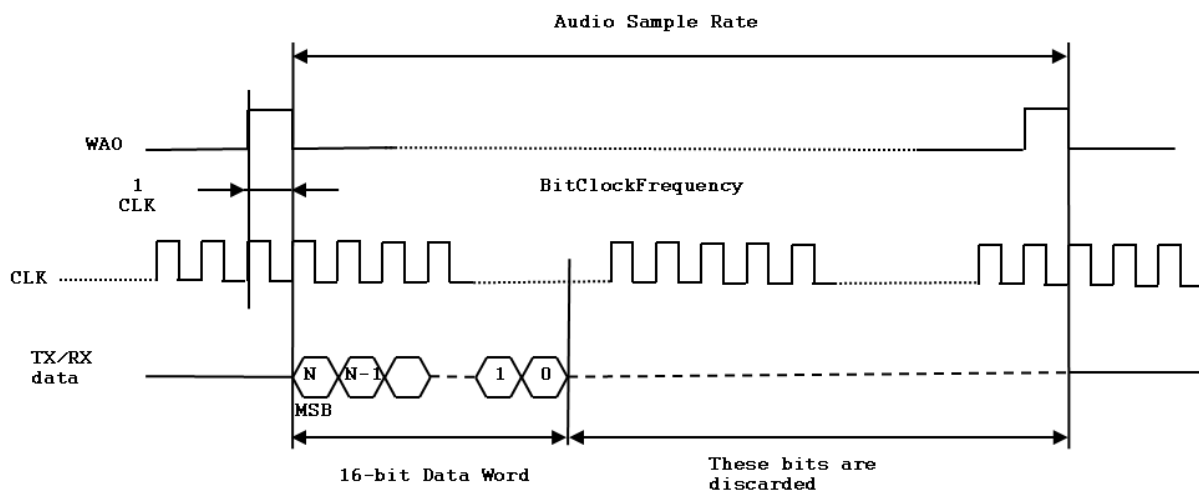 Audio Sample Rate
WAO
1
CLK
BitClockFrequency
CLK
TX/RX
data
N
N-1
1
0
MSB
16-bit Data Word
These bits are
discarded